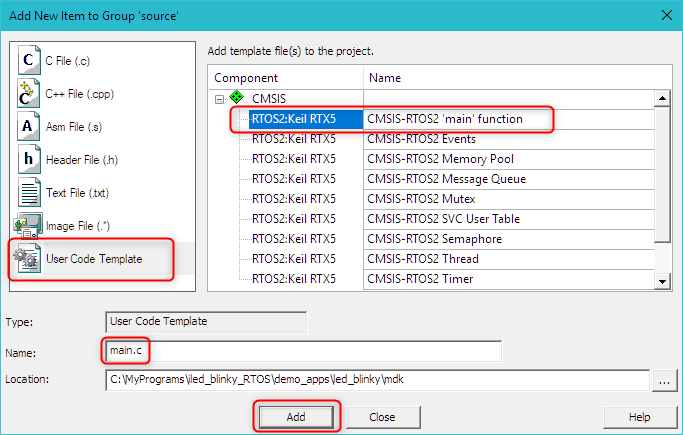 Add New Item to Group 'source'
C File (.c)
C++ File (.cpp)
Asm File (.s)
Header File (.h)
Text File (.txt)
Image File (.*)
User Code Template
Add template file(s) to the project.
Component Name
CMSIS
RTOS2:Keil RTX5 CMSIS-RTOS2 'main' function
RTOS2:Keil RTX5 CMSIS-RTOS2 Events
RTOS2:Keil RTX5 CMSIS-RTOS2 Memory Pool
RTOS2:Keil RTX5 CMSIS-RTOS2 Message Queue
RTOS2:Keil RTX5 CMSIS-RTOS2 Mutex
RTOS2:Keil RTX5 CMSIS-RTOS2 SVC User Table
RTOS2:Keil RTX5 CMSIS-RTOS2 Semaphore
RTOS2:Keil RTX5 CMSIS-RTOS2 Thread
RTOS2:Keil RTX5 CMSIS-RTOS2 Timer
Type: User Code Template
Name: main.c
Location: C:\MyPrograms\iled_blinky_RTOS\demo_apps\led_blinky\mdk ...
Add Close Help